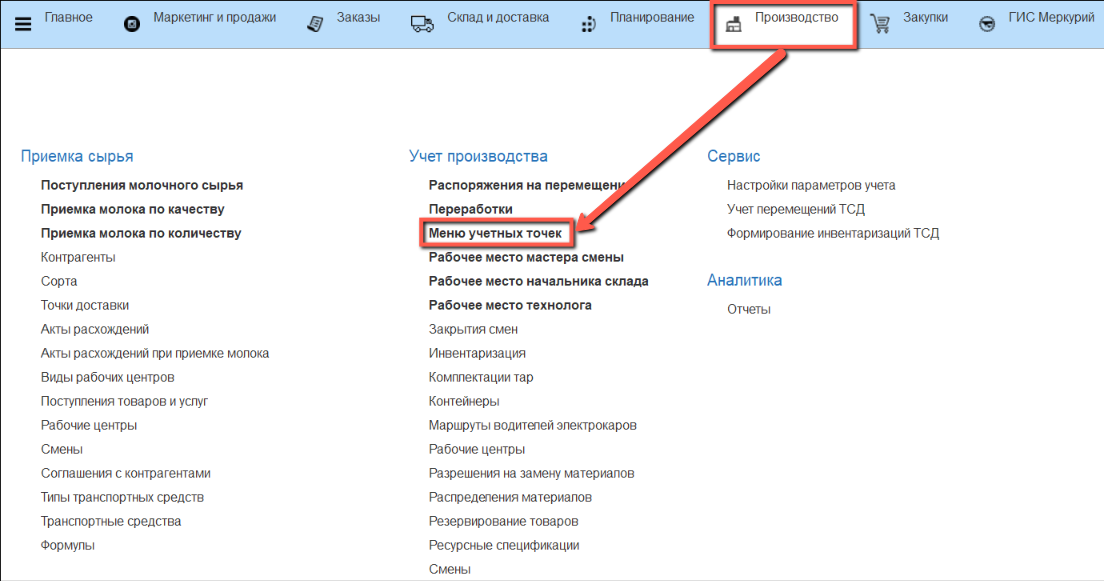 Главное
Маркетинг и продажи
Заказы
Склад и доставка
Планирование
Производство
Закупки
ГИС Меркурий
Приемка сырья
Поступления молочного сырья
Приемка молока по качеству
Приемка молока по количеству
Контрагенты
Сорта
Точки доставки
Акты расхождений
Акты расхождений при приемке молока
Виды рабочих центров
Поступления товаров и услуг
Рабочие центры
Смены
Соглашения с контрагентами
Типы транспортных средств
Транспортные средства
Формулы
Учет производства
Распоряжения на перемещени
Переработки
Меню учетных точек
Рабочее место мастера смены
Рабочее место начальника склада
Рабочее место технолога
Закрытия смен
Инвентаризация
Комплектации тар
Контейнеры
Маршруты водителей электрокаров
Рабочие центры
Разрешения на замену материалов
Распределения материалов
Резервирование товаров
Ресурсные спецификации
Смены
Сервис
Настройки параметров учета
Учет перемещений ТСД
Формирование инвентаризаций ТСД
Аналитика
Отчеты